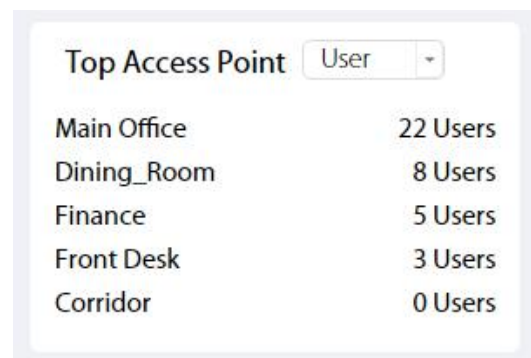 Top Access Point User
Main Office 22 Users
Dining_Room 8 Users
Finance 5 Users
Front Desk 3 Users
Corridor 0 Users